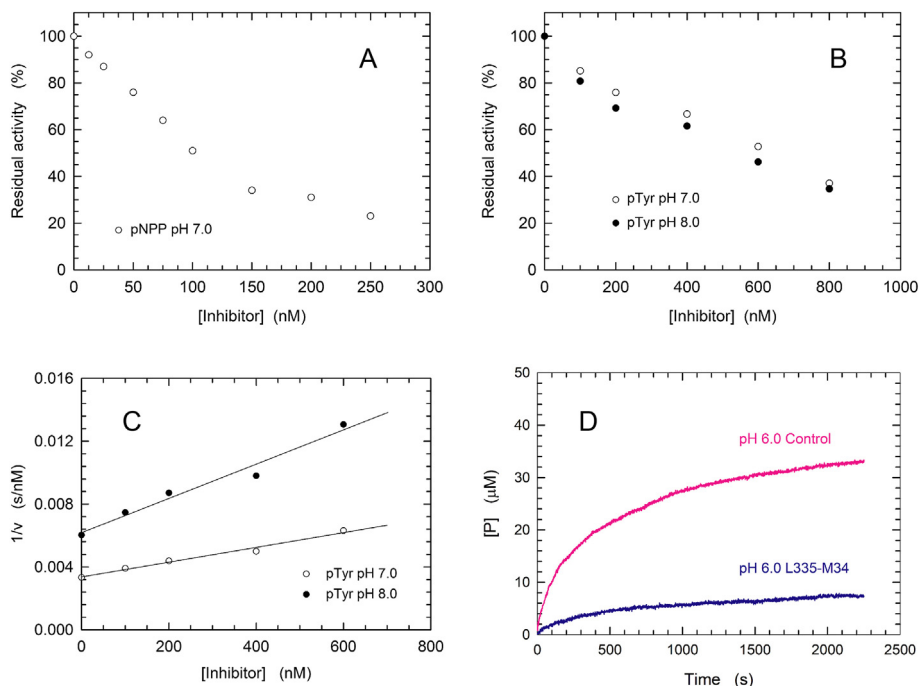 A
Residual activity (%)
100
80
60
40
20
0
pNPP pH 7.0
0 50 100 150 200 250 300
[Inhibitor] (nM)
B
Residual activity (%)
100
80
60
40
20
0
pTyr pH 7.0
pTyr pH 8.0
0 200 400 600 800 1000
[Inhibitor] (nM)
C
1/v (s/nM)
0.016
0.012
0.008
0.004
0.000
pTyr pH 7.0
pTyr pH 8.0
0 200 400 600 800
[Inhibitor] (nM)
D
[P] (µM)
50
40
30
20
10
0
pH 6.0 Control
pH 6.0 L335-M34
0 500 1000 1500 2000 2500
Time (s)